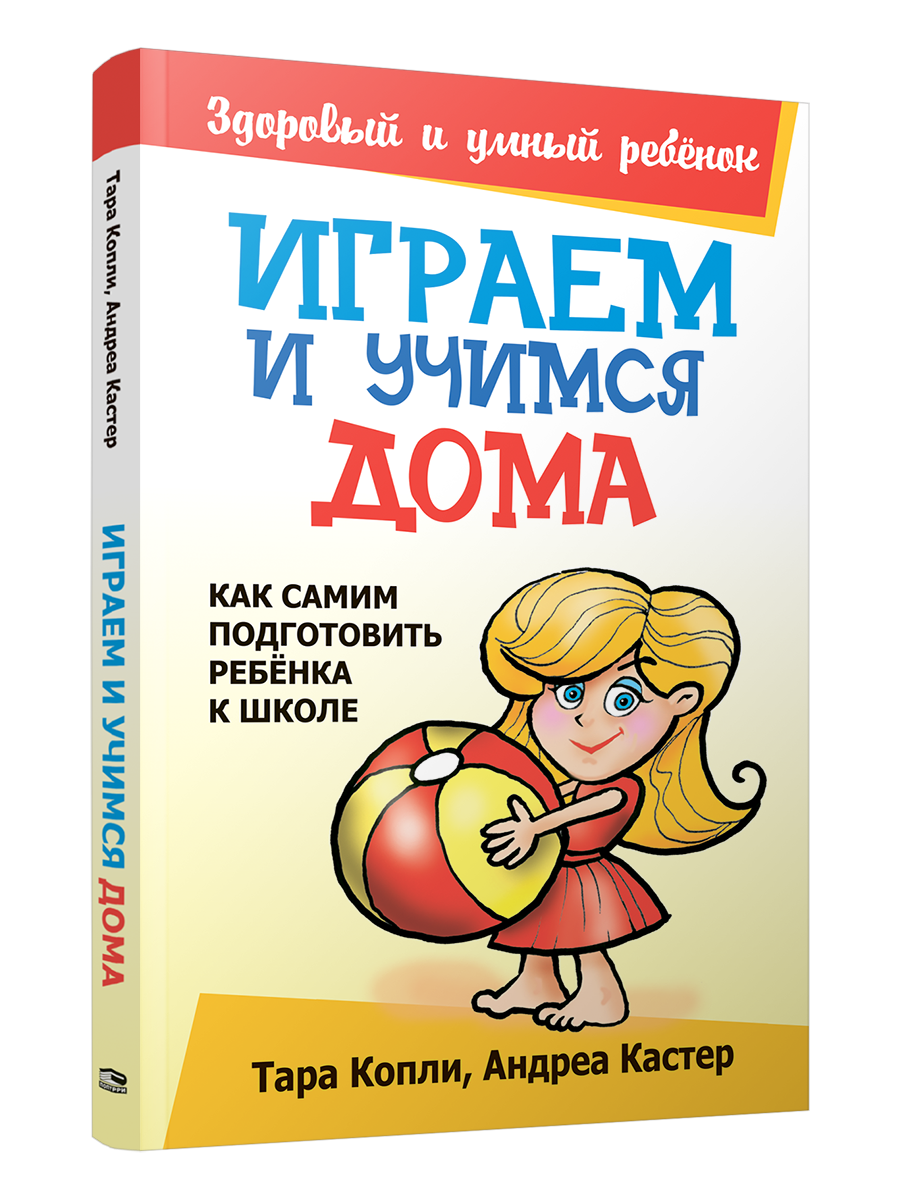 Здоровый и умный ребёнок
ИГРАЕМ
И УЧИМСЯ
ДОМА
КАК САМИМ
ПОДГОТОВИТЬ
РЕБЁНКА
К ШКОЛЕ
Тара Копли, Андреа Кастер
Тара Копли, Андреа Кастер
ИГРАЕМ И УЧИМСЯ ДОМА
ПОПУРРИ